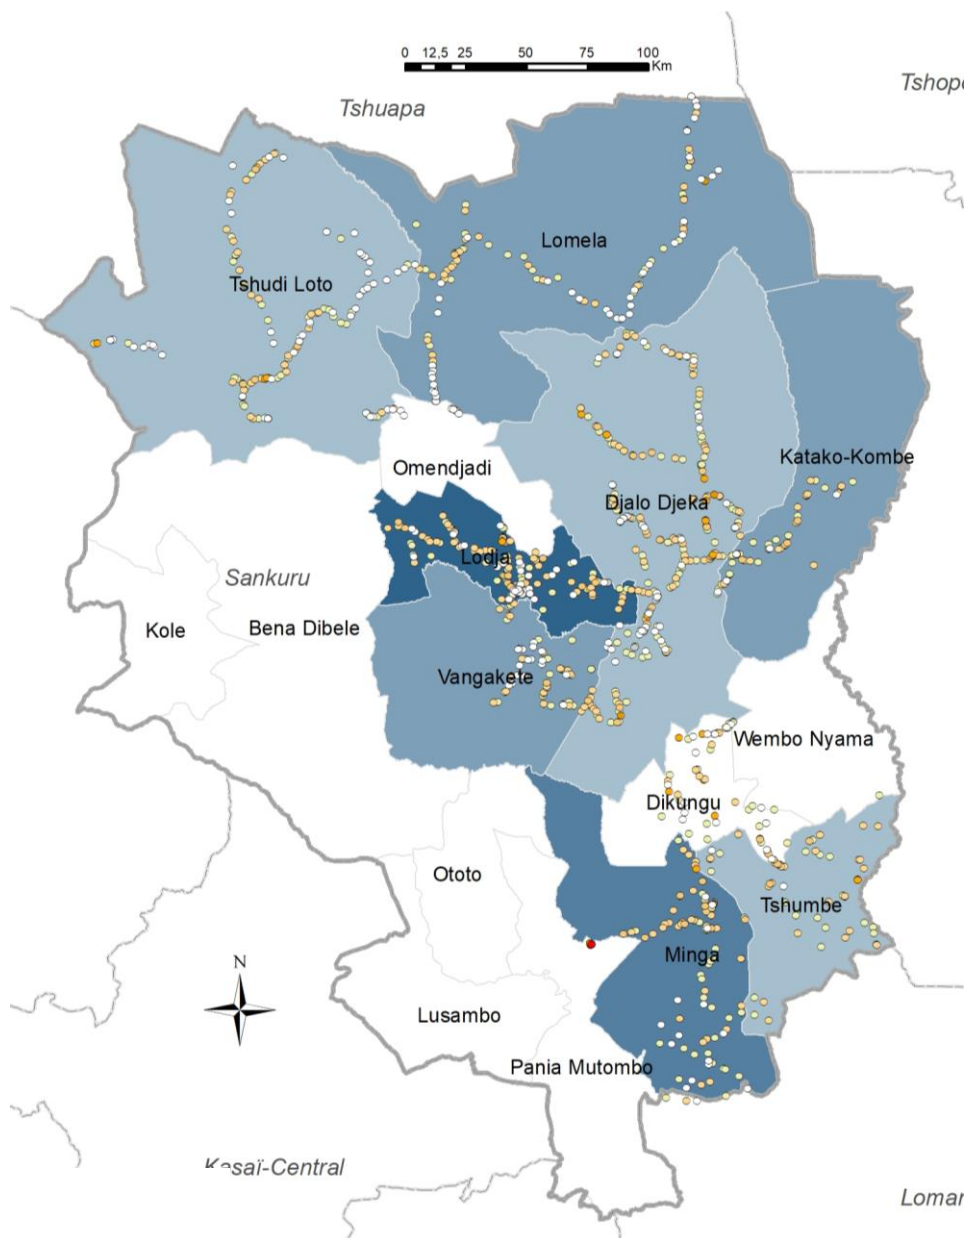 0 12,5 25 50 75 100
Km
Tshuapa
Tshopo
Lomela
Tshudi Loto
Katako-Kombe
Omendjadi
Djalo Djeka
Lodja
Sankuru
Kole
Bena Dibele
Vangakete
Wembo Nyama
Dikungu
Ototo
Tshumbe
Minga
N
Lusambo
Pania Mutombo
Kasaï-Central
Lomar